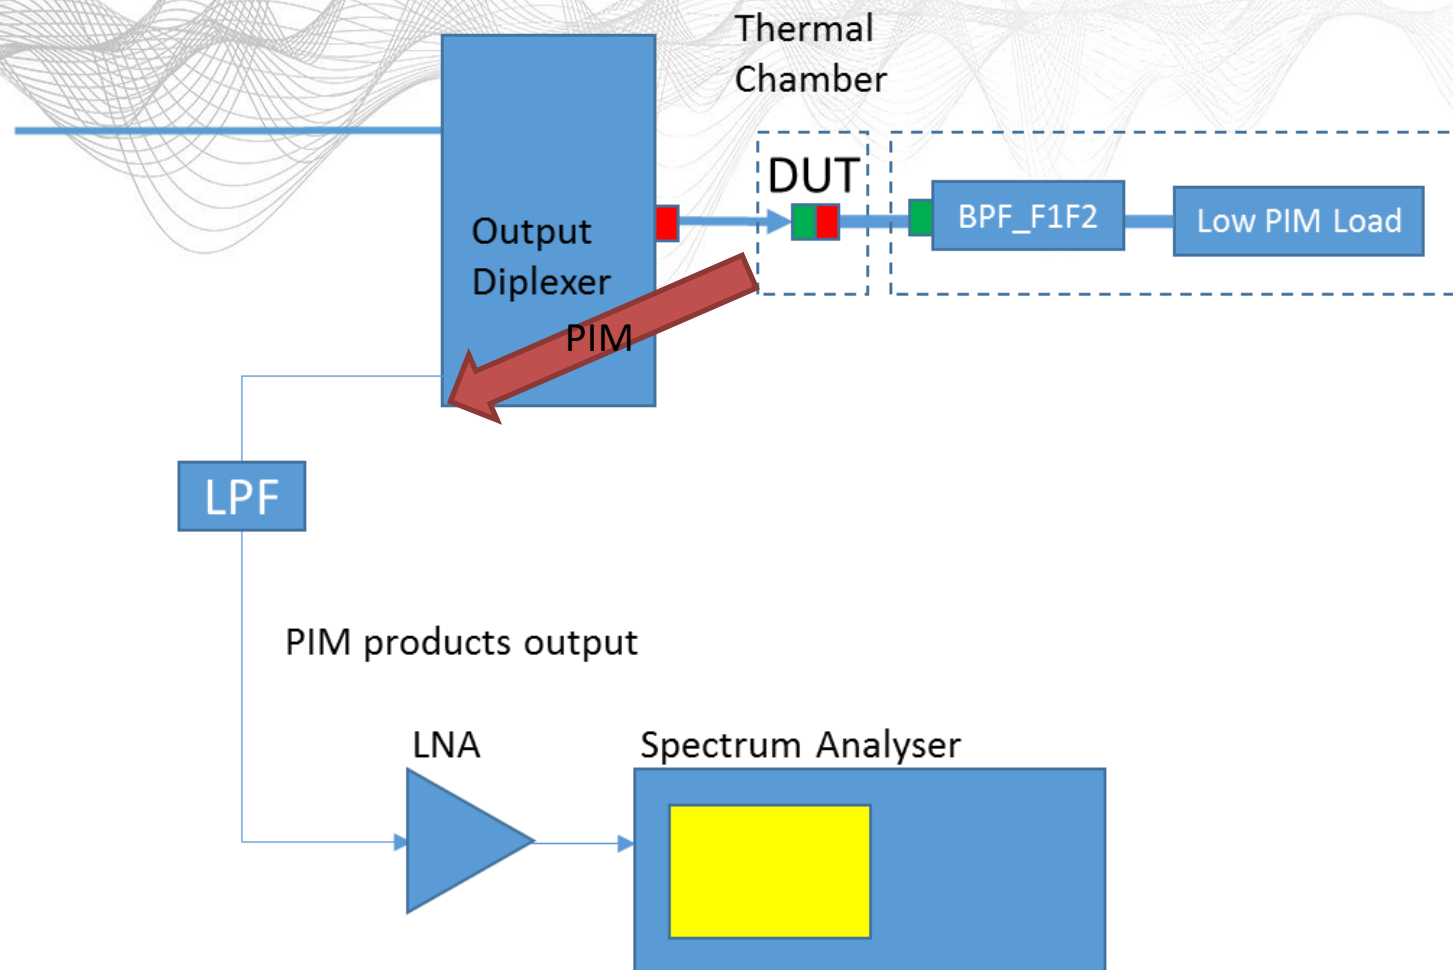 Thermal
Chamber
DUT
Output
Diplexer
BPF_F1F2
Low PIM Load
PIM
LPF
PIM products output
LNA
Spectrum Analyser